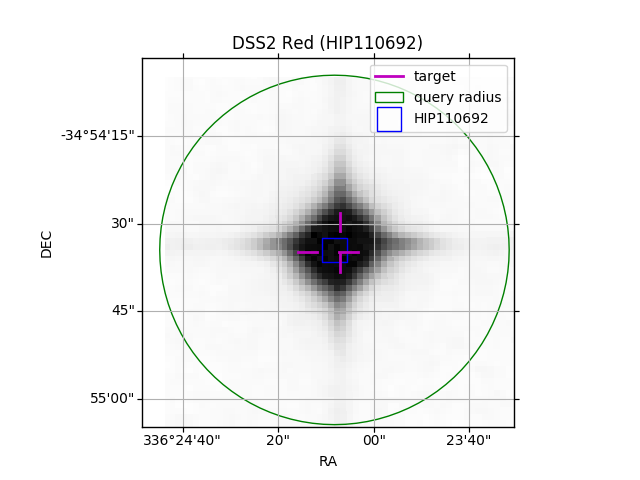 DSS2 Red (HIP110692)
target
query radius
HIP110692
-34°54'15"
30"
45"
55'00"
DEC
336°24'40"
20"
00"
23'40"
RA